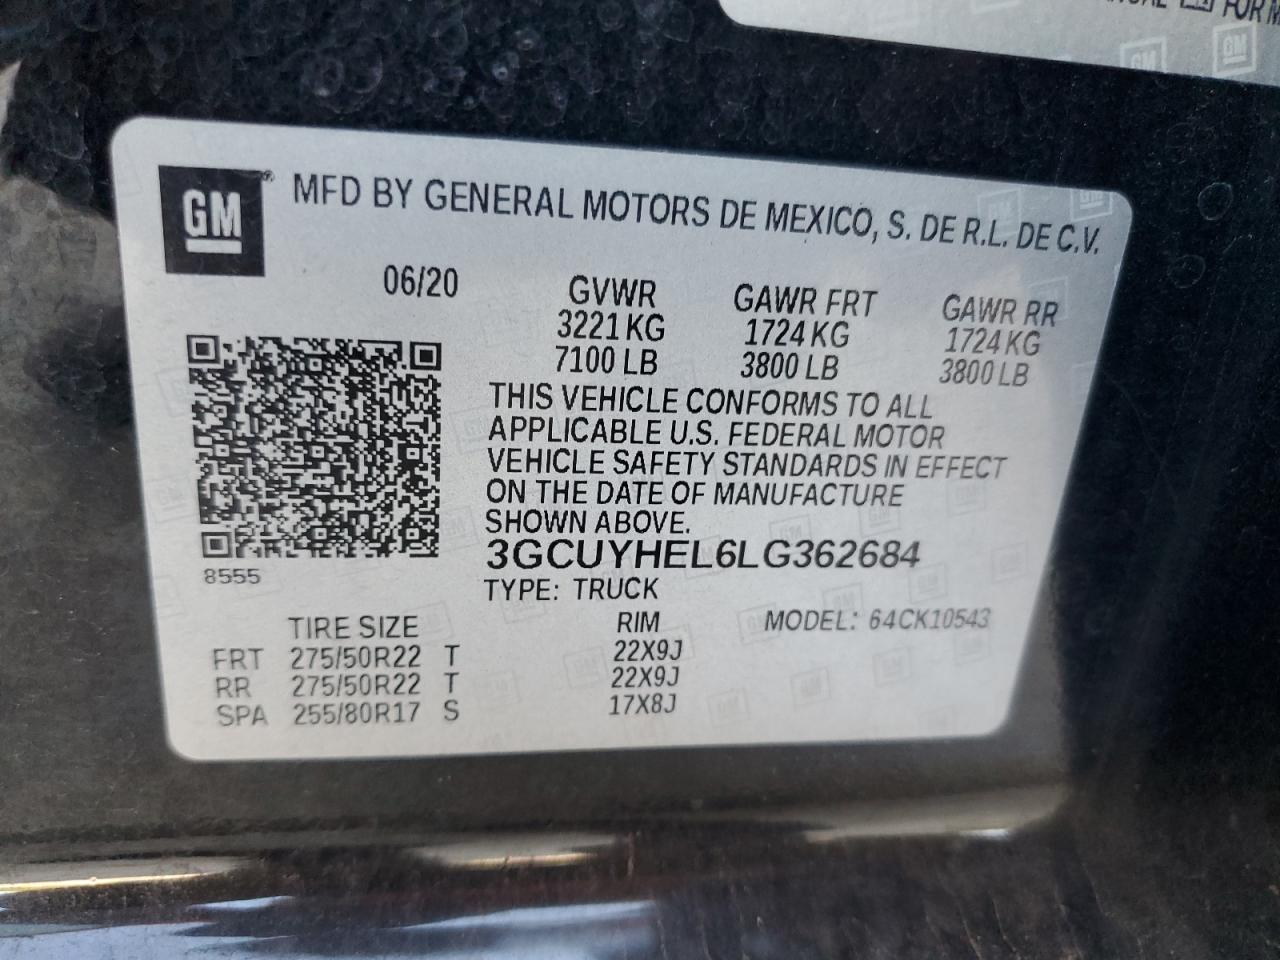 FOR M
GM GM
GM
MFD BY GENERAL MOTORS DE MEXICO, S. DE R.L. DE C.V.
06/20
GVWR GAWR FRT GAWR RR
3221 KG 1724 KG 1724 KG
7100 LB 3800 LB 3800 LB
THIS VEHICLE CONFORMS TO ALL
APPLICABLE U.S. FEDERAL MOTOR
VEHICLE SAFETY STANDARDS IN EFFECT
ON THE DATE OF MANUFACTURE
SHOWN ABOVE.
3GCUYHEL6LG362684
8555
TYPE: TRUCK
TIRE SIZE RIM MODEL: 64CK10543
FRT 275/50R22 T 22X9J
RR 275/50R22 T 22X9J
SPA 255/80R17 S 17X8J